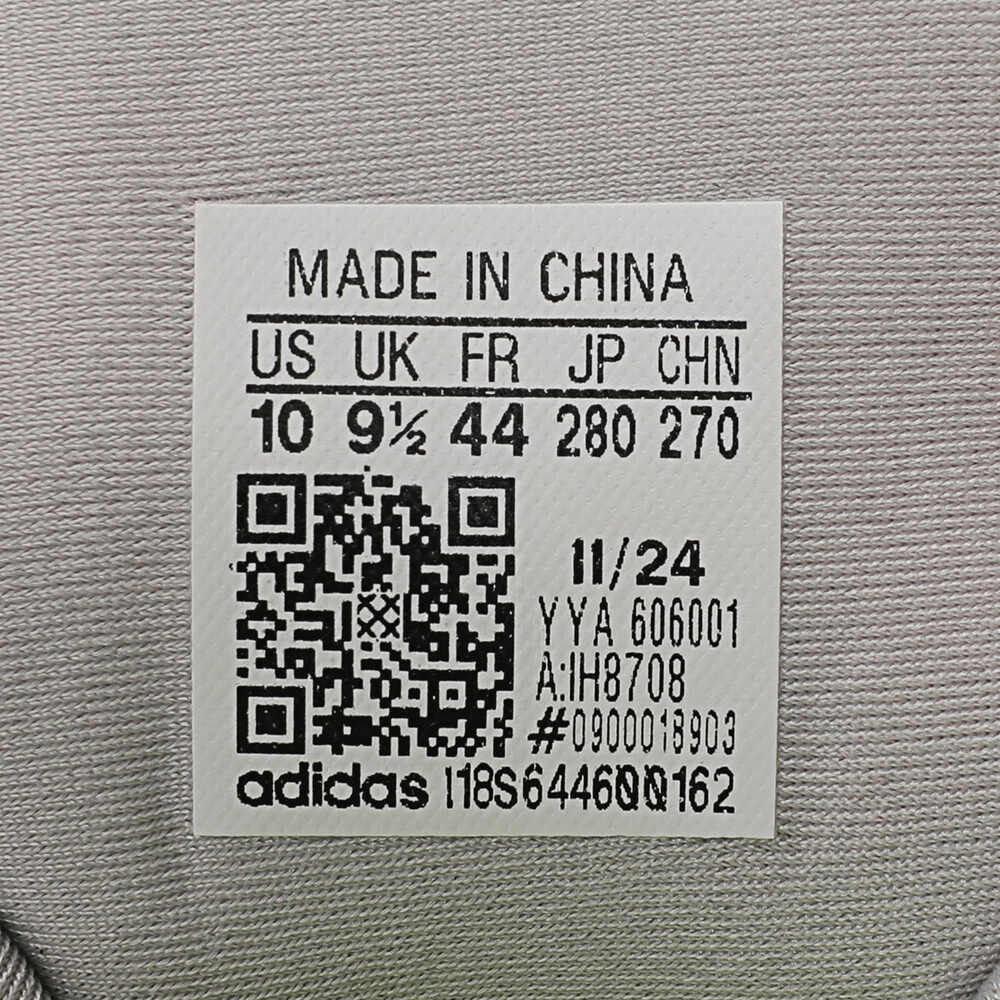 MADE IN CHINA
US UK FR JP CHN
10 9½ 44 280 270
11/24
YYA 606001
A:IH8708
#0900018903
adidas I18S6446QQ162